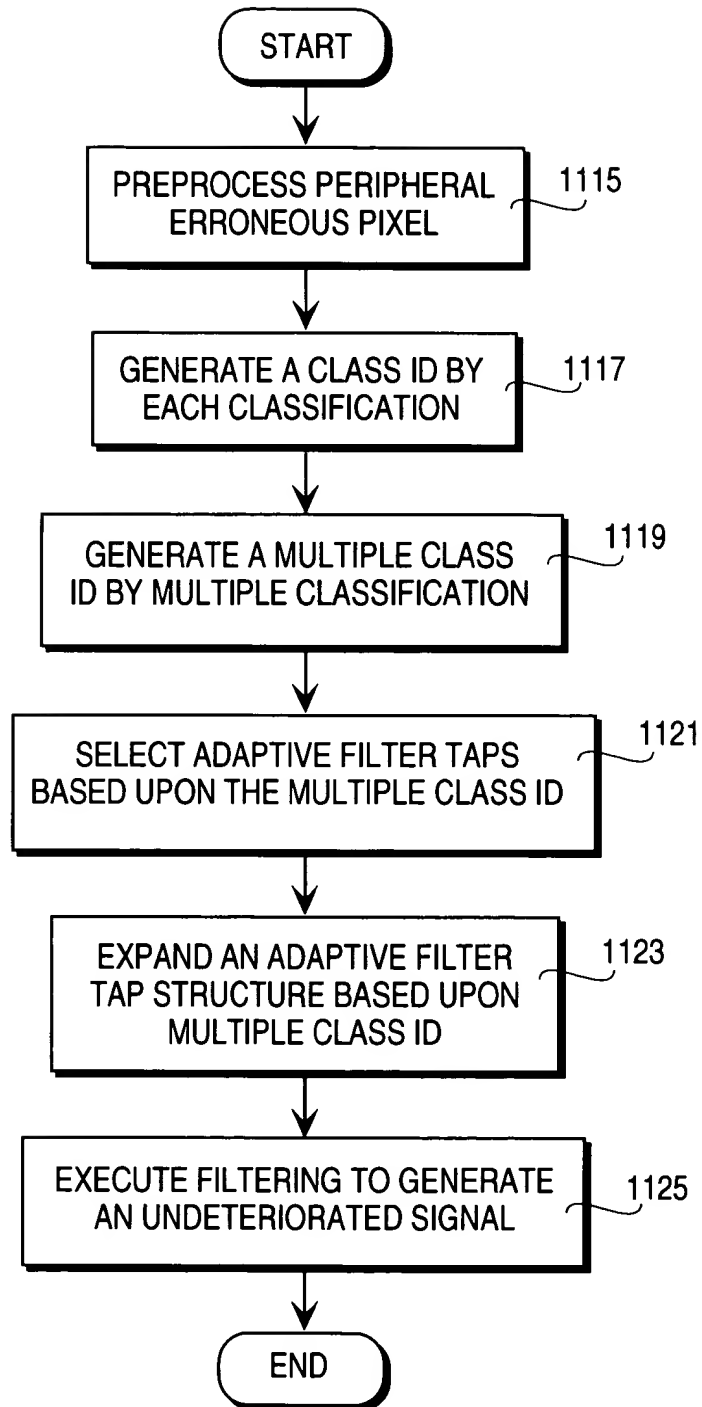 START
PREPROCESS PERIPHERAL
ERRONEOUS PIXEL
1115
GENERATE A CLASS ID BY
EACH CLASSIFICATION
1117
GENERATE A MULTIPLE CLASS
ID BY MULTIPLE CLASSIFICATION
1119
SELECT ADAPTIVE FILTER TAPS
BASED UPON THE MULTIPLE CLASS ID
1121
EXPAND AN ADAPTIVE FILTER
TAP STRUCTURE BASED UPON
MULTIPLE CLASS ID
1123
EXECUTE FILTERING TO GENERATE
AN UNDETERIORATED SIGNAL
1125
END